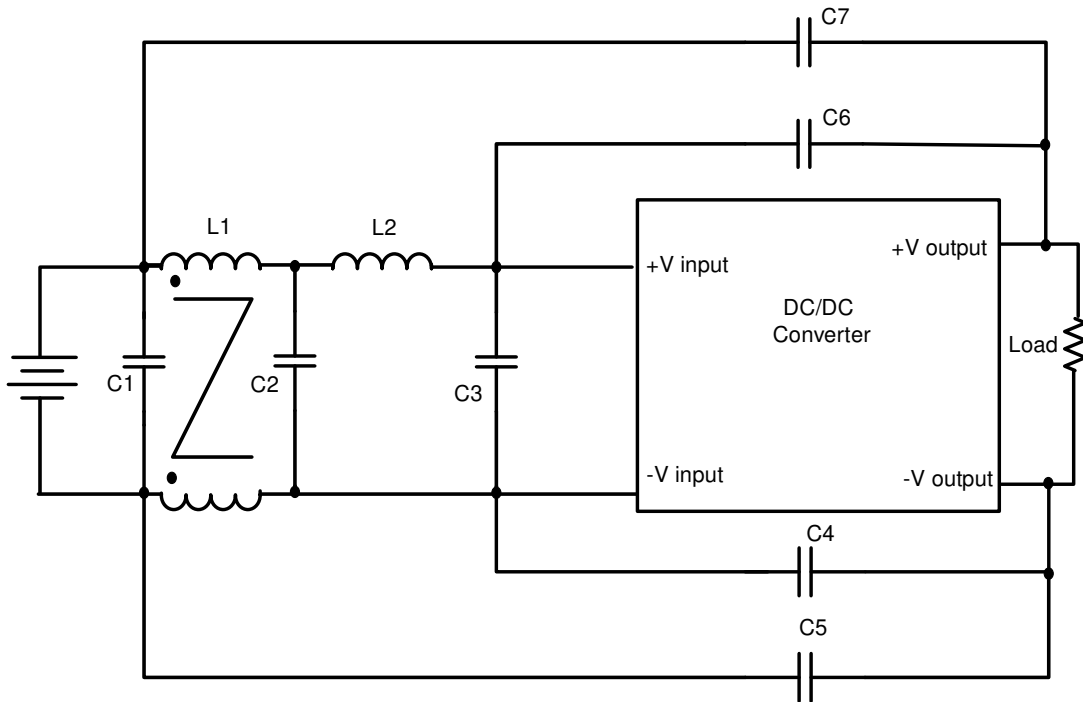 C7
C6
L1
L2
+V input
+V output
DC/DC
Converter
Load
C1
C2
C3
-V input
-V output
C4
C5